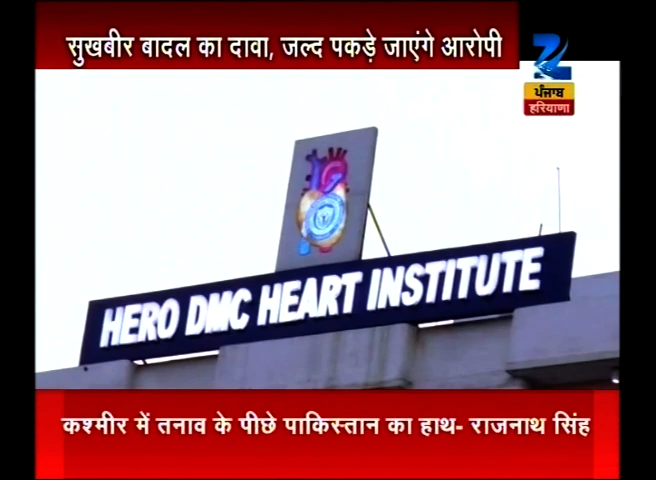 सुखबीर बादल का दावा, जल्द पकड़े जाएंगे आरोपी
Z
ਪੰਜਾਬ
हरियाणा
HERO DMC HEART INSTITUTE
कश्मीर में तनाव के पीछे पाकिस्तान का हाथ- राजनाथ सिंह